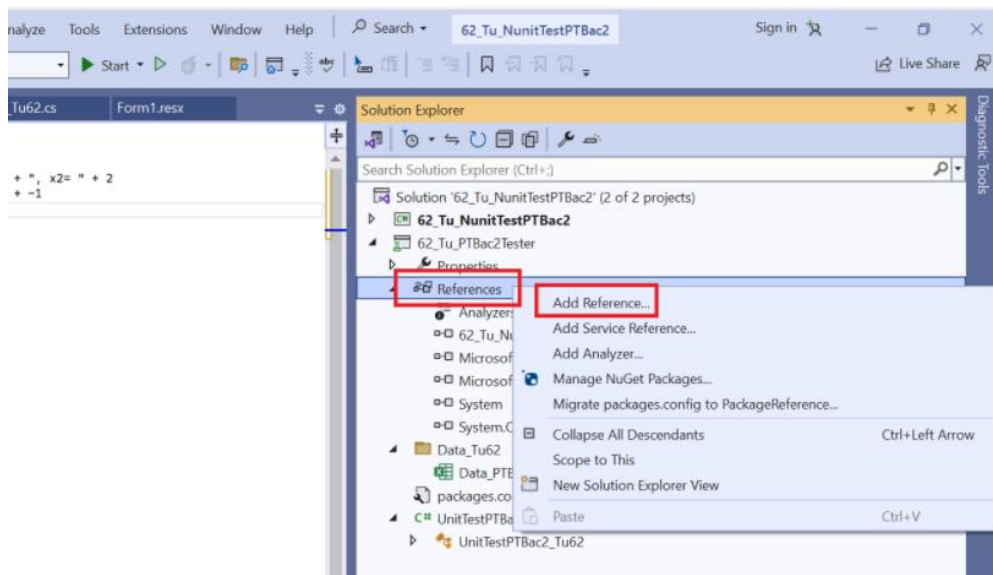 nalyze Tools Extensions Window Help Search 62_Tu_NunitTestPTBac2 Sign in
Start Live Share
_Tu62.cs Form1.resx Solution Explorer
Search Solution Explorer (Ctrl+;)
+ ", x2= " + 2
+ -1
Solution '62_Tu_NunitTestPTBac2' (2 of 2 projects)
C# 62_Tu_NunitTestPTBac2
62_Tu_PTBac2Tester
Properties
References
Add Reference...
Analyzers
Add Service Reference...
62_Tu_Nu
Add Analyzer...
Microsof
Manage NuGet Packages...
Microsof
Migrate packages.config to PackageReference...
System
System.C
Collapse All Descendants Ctrl+Left Arrow
Data_Tu62
Scope to This
Data_PTB
New Solution Explorer View
packages.co
Paste Ctrl+V
C# UnitTestPTBa
UnitTestPTBac2_Tu62
Diagnostic Tools